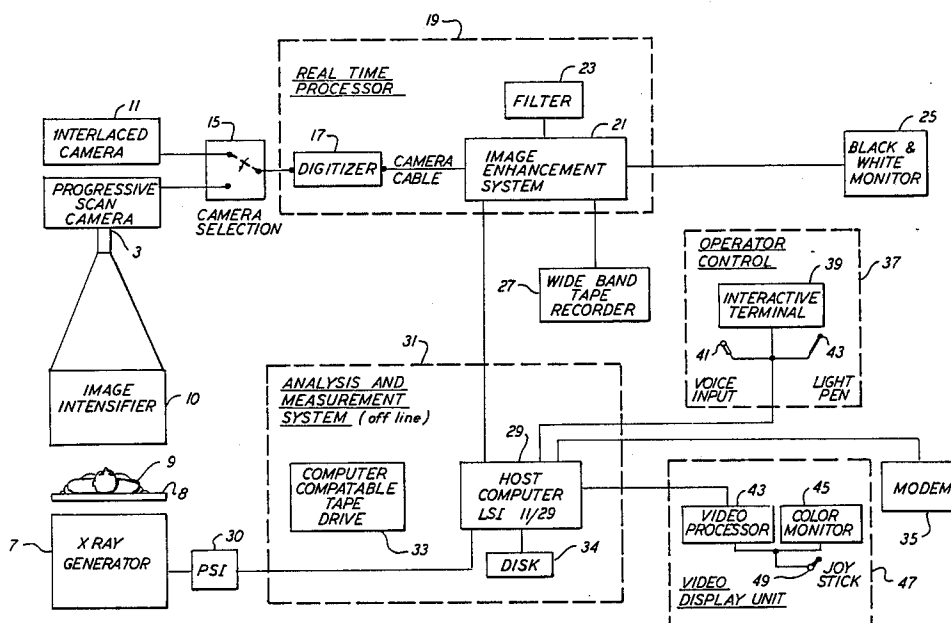 19
REAL TIME
PROCESSOR
23
FILTER
11
INTERLACED
CAMERA
15
17
DIGITIZER
CAMERA
CABLE
21
IMAGE
ENHANCEMENT
SYSTEM
25
BLACK &
WHITE
MONITOR
PROGRESSIVE
SCAN
CAMERA
CAMERA
SELECTION
3
27
WIDE BAND
TAPE
RECORDER
OPERATOR
CONTROL
37
39
INTERACTIVE
TERMINAL
41
43
VOICE
INPUT
LIGHT
PEN
IMAGE
INTENSIFIER
10
31
ANALYSIS AND
MEASUREMENT
SYSTEM (off line)
29
HOST
COMPUTER
LSI 11/29
COMPUTER
COMPATABLE
TAPE
DRIVE
33
DISK
34
9
8
7
X RAY
GENERATOR
30
PSI
MODEM
35
43
VIDEO
PROCESSOR
45
COLOR
MONITOR
49
JOY
STICK
47
VIDEO
DISPLAY UNIT